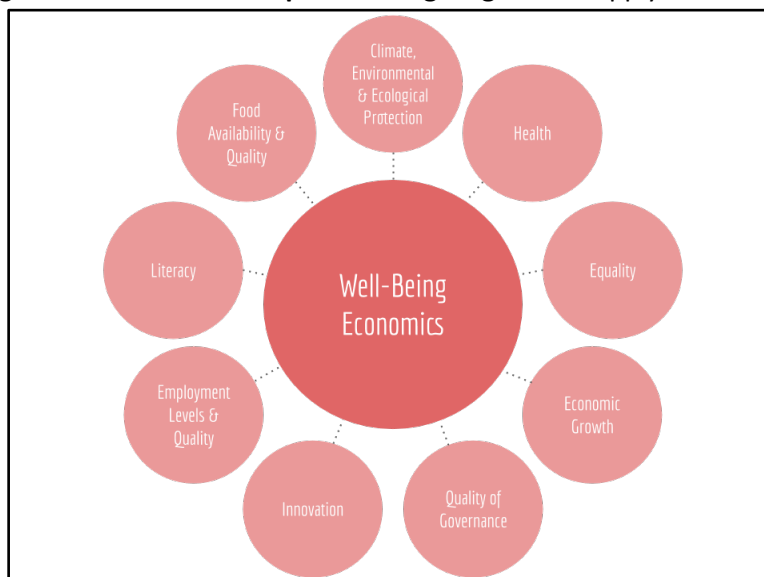 Climate,
Environmental
& Ecological
Protection
Health
Equality
Economic
Growth
Quality of
Governance
Innovation
Employment
Levels &
Quality
Literacy
Food
Availability &
Quality
Well-Being
Economics